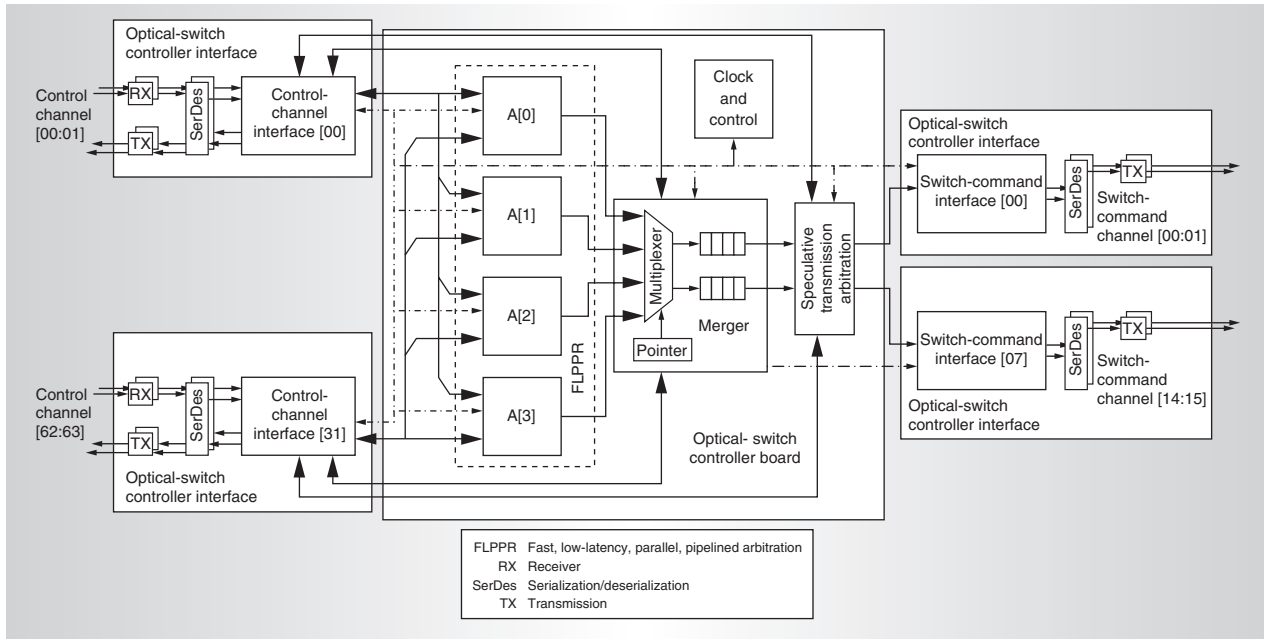 Optical-switch
controller interface
Control
channel
[00:01]
RX
TX
SerDes
Control-
channel
interface [00]
A[0]
A[1]
A[2]
A[3]
FLPPR
Clock
and
control
Multiplexer
Pointer
Merger
Speculative
transmission
arbitration
Optical- switch
controller board
Optical-switch
controller interface
Switch-command
interface [00]
SerDes
TX
Switch-
command
channel [00:01]
Switch-command
interface [07]
SerDes
TX
Switch-
command
channel [14:15]
Optical-switch
controller interface
Control
channel
[62:63]
RX
TX
SerDes
Control-
channel
interface [31]
Optical-switch
controller interface
FLPPR Fast, low-latency, parallel, pipelined arbitration
RX Receiver
SerDes Serialization/deserialization
TX Transmission